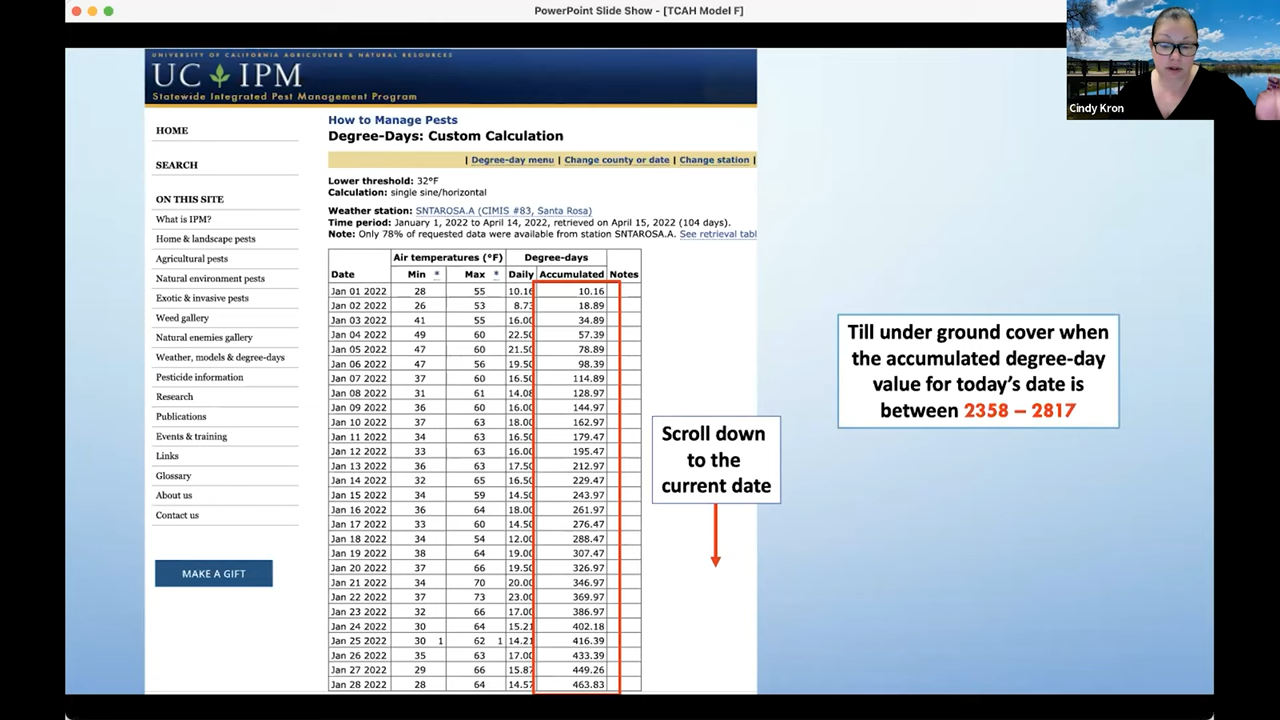 PowerPoint Slide Show - [TCAH Model F]
Cindy Kron
UNIVERSITY OF CALIFORNIA AGRICULTURE & NATURAL RESOURCES
UC IPM
Statewide Integrated Pest Management Program
HOME
SEARCH
ON THIS SITE
What is IPM?
Home & landscape pests
Agricultural pests
Natural environment pests
Exotic & invasive pests
Weed gallery
Natural enemies gallery
Weather, models & degree-days
Pesticide information
Research
Publications
Events & training
Links
Glossary
About us
Contact us
MAKE A GIFT
How to Manage Pests
Degree-Days: Custom Calculation
| Degree-day menu | Change county or date | Change station |
Lower threshold: 32°F
Calculation: single sine/horizontal
Weather station: SNTAROSA.A (CIMIS #83, Santa Rosa)
Time period: January 1, 2022 to April 14, 2022, retrieved on April 15, 2022 (104 days).
Note: Only 78% of requested data were available from station SNTAROSA.A. See retrieval tabl
Air temperatures (°F) Degree-days
Date Min * Max * Daily Accumulated Notes
Jan 01 2022 28 55 10.16 10.16
Jan 02 2022 26 53 8.73 18.89
Jan 03 2022 41 55 16.00 34.89
Jan 04 2022 49 60 22.50 57.39
Jan 05 2022 47 60 21.50 78.89
Jan 06 2022 47 56 19.50 98.39
Jan 07 2022 37 60 16.50 114.89
Jan 08 2022 31 61 14.08 128.97
Jan 09 2022 36 60 16.00 144.97
Jan 10 2022 37 63 18.00 162.97
Jan 11 2022 34 63 16.50 179.47
Jan 12 2022 33 63 16.00 195.47
Jan 13 2022 36 63 17.50 212.97
Jan 14 2022 32 65 16.50 229.47
Jan 15 2022 34 59 14.50 243.97
Jan 16 2022 36 64 18.00 261.97
Jan 17 2022 33 60 14.50 276.47
Jan 18 2022 34 54 12.00 288.47
Jan 19 2022 38 64 19.00 307.47
Jan 20 2022 37 66 19.50 326.97
Jan 21 2022 34 70 20.00 346.97
Jan 22 2022 37 73 23.00 369.97
Jan 23 2022 32 66 17.00 386.97
Jan 24 2022 30 64 15.21 402.18
Jan 25 2022 30 1 62 1 14.21 416.39
Jan 26 2022 35 63 17.00 433.39
Jan 27 2022 29 66 15.87 449.26
Jan 28 2022 28 64 14.57 463.83
Scroll down
to the
current date
Till under ground cover when
the accumulated degree-day
value for today's date is
between 2358 – 2817